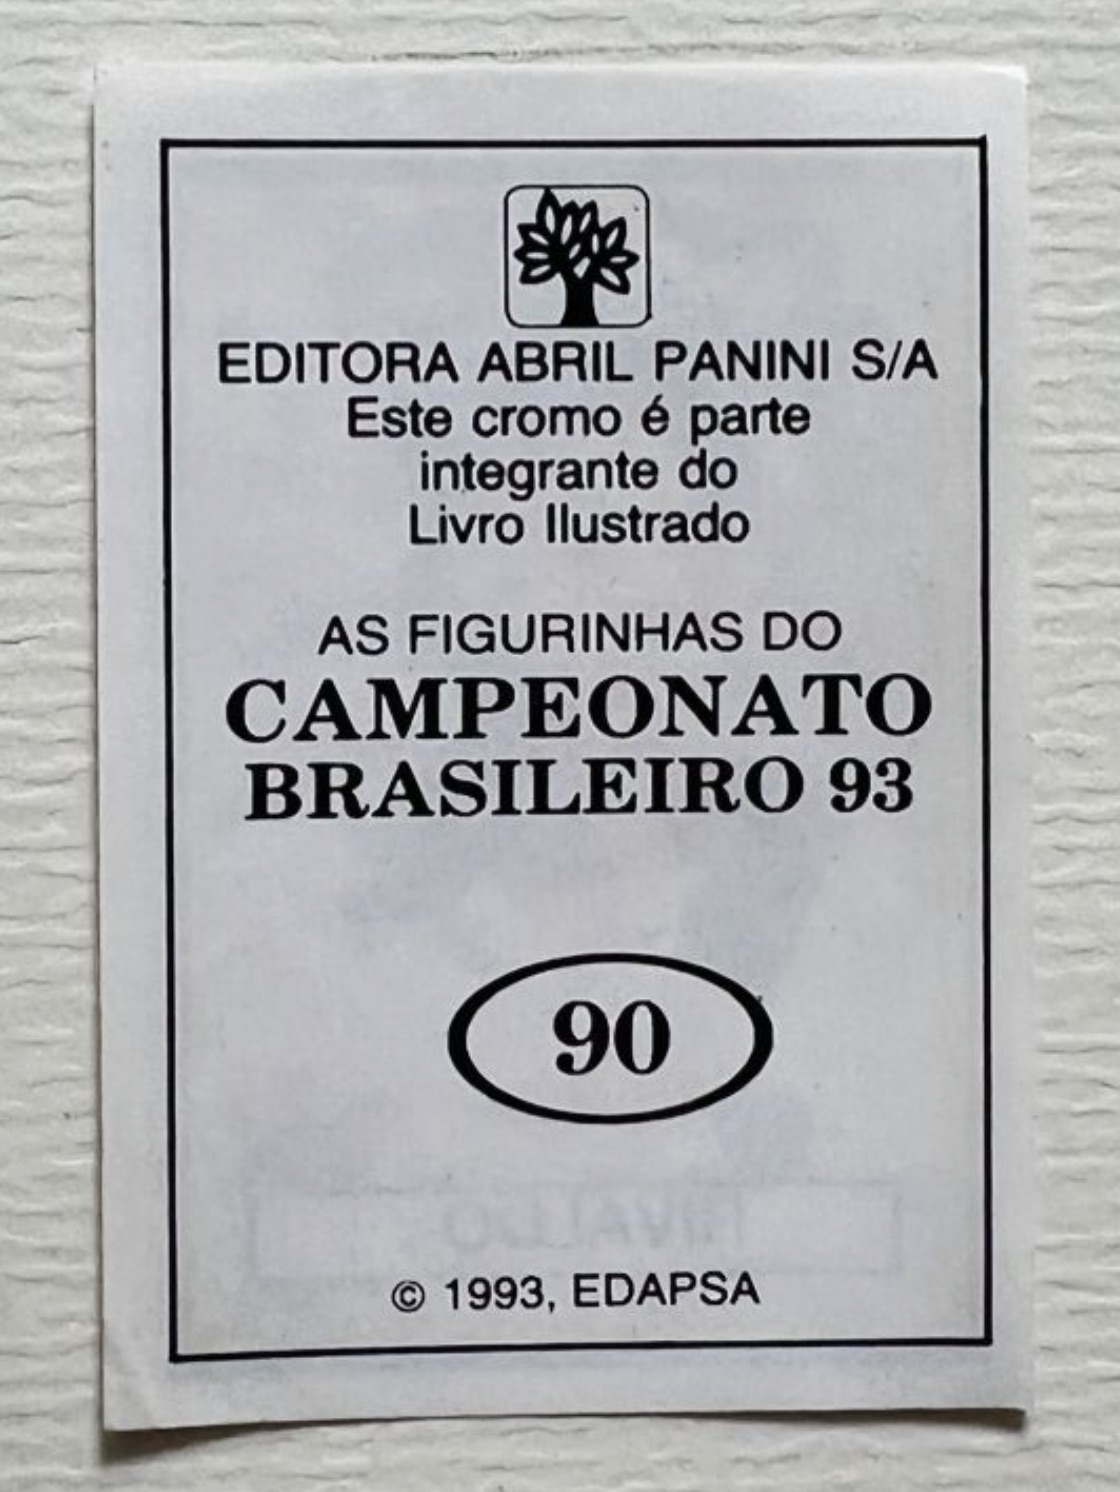 EDITORA ABRIL PANINI S/A
Este cromo é parte
integrante do
Livro Ilustrado
AS FIGURINHAS DO
CAMPEONATO
BRASILEIRO 93
90
RIVALDO
© 1993, EDAPSA